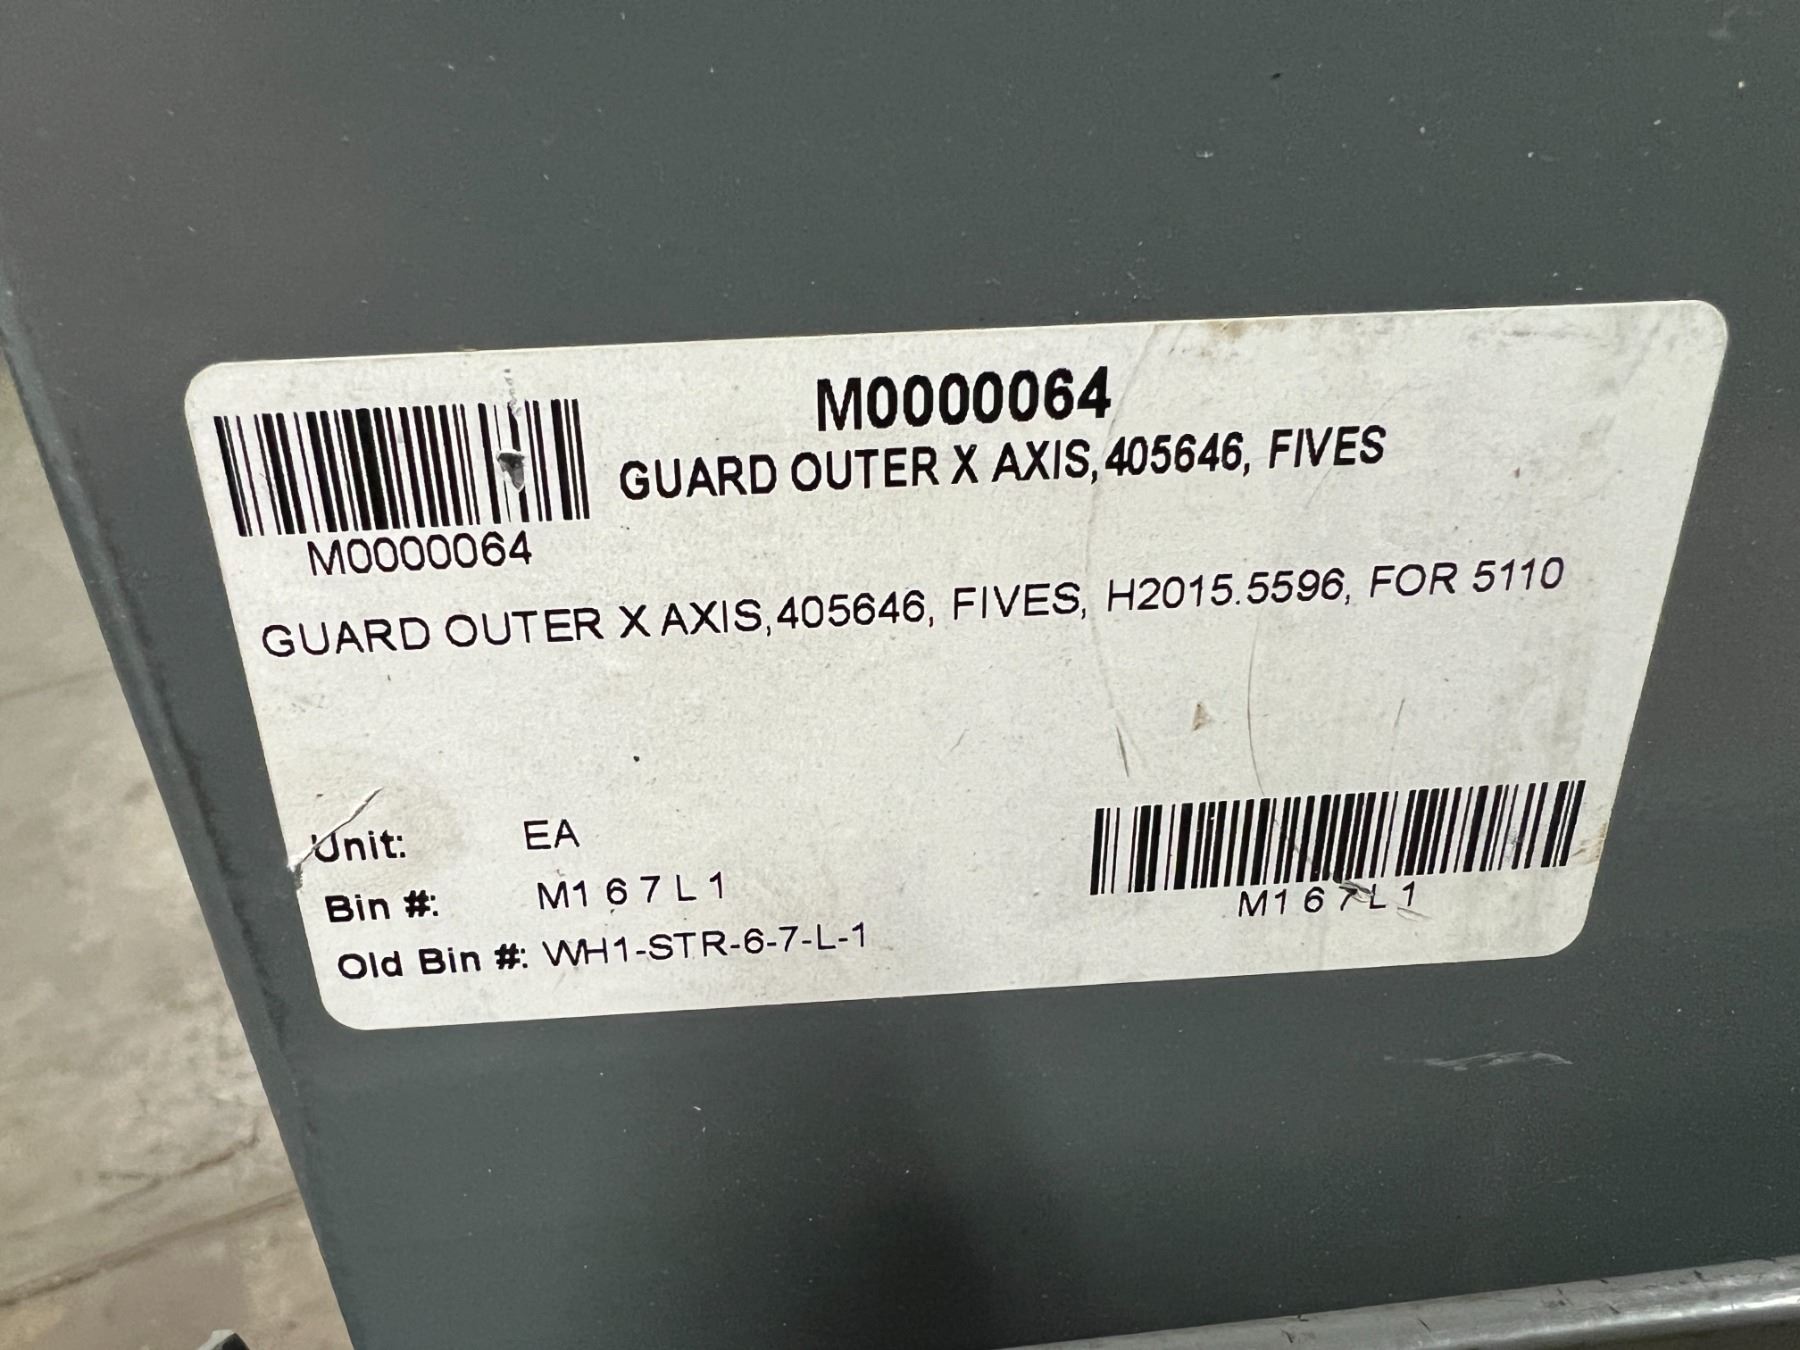 M0000064
GUARD OUTER X AXIS,405646, FIVES
M0000064
GUARD OUTER X AXIS,405646, FIVES, H2015.5596, FOR 5110
Unit: EA
Bin #: M1 6 7 L 1
Old Bin #: WH1-STR-6-7-L-1
M1 6 7 L 1